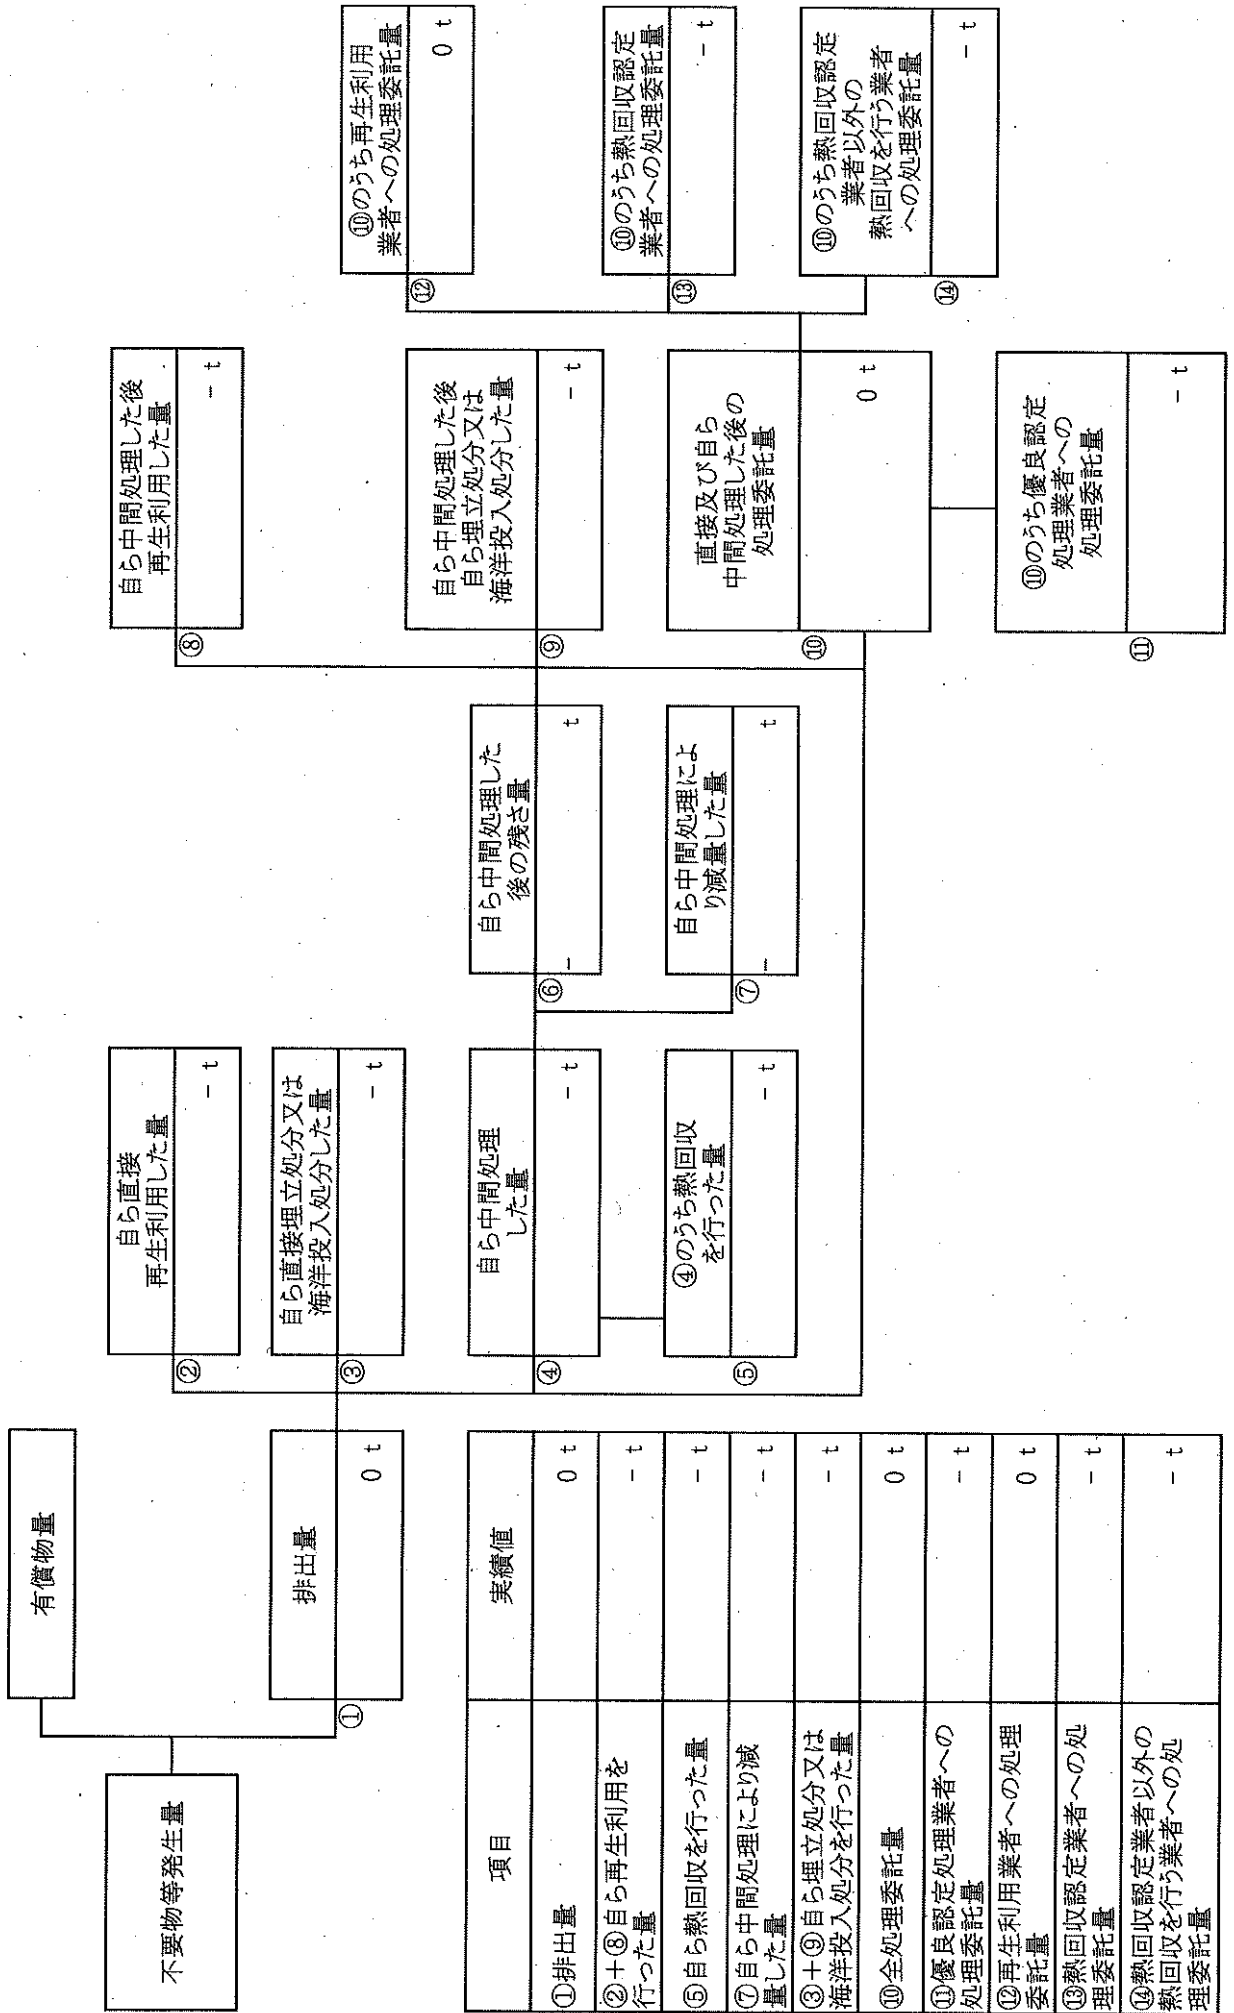 不要物等発生量
有償物量
排出量
①
0 t
自ら直接
再生利用した量
②
- t
自ら直接埋立処分又は
海洋投入処分した量
③
- t
自ら中間処理
した量
④
- t
④のうち熱回収
を行った量
⑤
- t
自ら中間処理した
後の残さ量
⑥
- t
自ら中間処理によ
り減量した量
⑦
- t
自ら中間処理した後
再生利用した量
⑧
- t
自ら中間処理した後
自ら埋立処分又は
海洋投入処分した量
⑨
- t
直接及び自ら
中間処理した後の
処理委託量
⑩
0 t
⑩のうち優良認定
処理業者への
処理委託量
⑪
- t
⑩のうち再生利用
業者への処理委託量
⑫
0 t
⑩のうち熱回収認定
業者への処理委託量
⑬
- t
⑩のうち熱回収認定
業者以外の
熱回収を行う業者
への処理委託量
⑭
- t
項目 実績値
①排出量 0 t
②+⑧自ら再生利用を
行った量 - t
⑤自ら熱回収を行った量 - t
⑦自ら中間処理により減
量した量 - t
③+⑨自ら埋立処分又は
海洋投入処分を行った量 - t
⑩全処理委託量 0 t
⑪優良認定処理業者への
処理委託量 - t
⑫再生利用業者への処理
委託量 0 t
⑬熱回収認定業者への処
理委託量 - t
⑭熱回収認定業者以外の
熱回収を行う業者への処
理委託量 - t